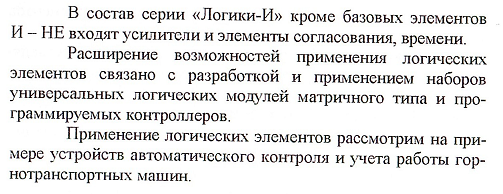 В состав серии «Логики-И» кроме базовых элементов
И – НЕ входят усилители и элементы согласования, времени.
Расширение возможностей применения логических
элементов связано с разработкой и применением наборов
универсальных логических модулей матричного типа и про-
граммируемых контроллеров.
Применение логических элементов рассмотрим на при-
мере устройств автоматического контроля и учета работы гор-
нотранспортных машин.